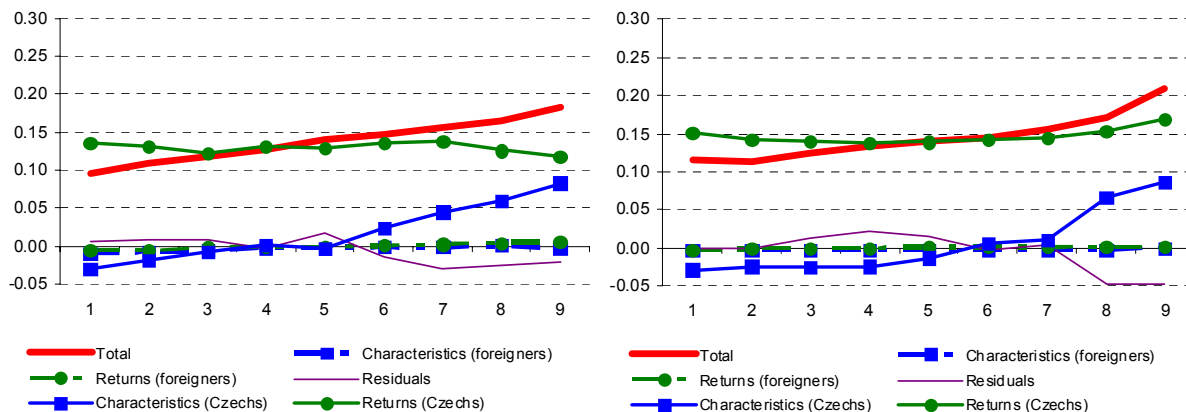 0.30
0.25
0.20
0.15
0.10
0.05
0.00
-0.05
1 2 3 4 5 6 7 8 9
Total
Characteristics (foreigners)
Returns (foreigners)
Residuals
Characteristics (Czechs)
Returns (Czechs)
0.30
0.25
0.20
0.15
0.10
0.05
0.00
-0.05
1 2 3 4 5 6 7 8 9
Total
Characteristics (foreigners)
Returns (foreigners)
Residuals
Characteristics (Czechs)
Returns (Czechs)